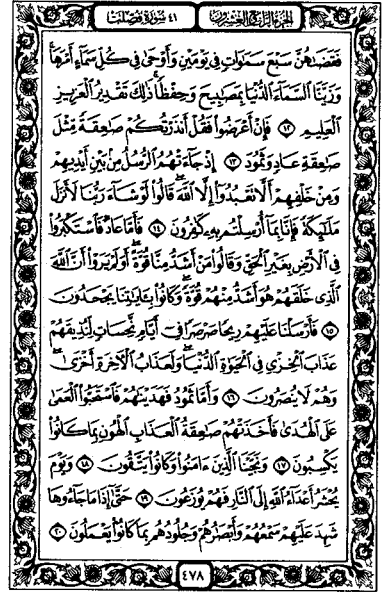 الجزء الرابع والعشرون ٤١ سورة فصلت
فَقَضَىٰهُنَّ سَبْعَ سَمَٰوَاتٍ فِي يَوْمَيْنِ وَأَوْحَىٰ فِي كُلِّ سَمَآءٍ أَمْرَهَا ۚ
وَزَيَّنَّا ٱلسَّمَآءَ ٱلدُّنْيَا بِمَصَٰبِيحَ وَحِفْظًا ۚ ذَٰلِكَ تَقْدِيرُ ٱلْعَزِيزِ
ٱلْعَلِيمِ ١٢ فَإِنْ أَعْرَضُوا۟ فَقُلْ أَنذَرْتُكُمْ صَٰعِقَةً مِّثْلَ
صَٰعِقَةِ عَادٍ وَثَمُودَ ١٣ إِذْ جَآءَتْهُمُ ٱلرُّسُلُ مِنۢ بَيْنِ أَيْدِيهِمْ
وَمِنْ خَلْفِهِمْ أَلَّا تَعْبُدُوٓا۟ إِلَّا ٱللَّهَ ۖ قَالُوا۟ لَوْ شَآءَ رَبُّنَا لَأَنزَلَ
مَلَٰٓئِكَةً فَإِنَّا بِمَآ أُرْسِلْتُم بِهِۦ كَٰفِرُونَ ١٤ فَأَمَّا عَادٌ فَٱسْتَكْبَرُوا۟
فِي ٱلْأَرْضِ بِغَيْرِ ٱلْحَقِّ وَقَالُوا۟ مَنْ أَشَدُّ مِنَّا قُوَّةً ۖ أَوَلَمْ يَرَوْا۟ أَنَّ ٱللَّهَ
ٱلَّذِي خَلَقَهُمْ هُوَ أَشَدُّ مِنْهُمْ قُوَّةً ۖ وَكَانُوا۟ بِـَٔايَٰتِنَا يَجْحَدُونَ
١٥ فَأَرْسَلْنَا عَلَيْهِمْ رِيحًا صَرْصَرًا فِيٓ أَيَّامٍ نَّحِسَاتٍ لِّنُذِيقَهُمْ
عَذَابَ ٱلْخِزْيِ فِي ٱلْحَيَوٰةِ ٱلدُّنْيَا ۖ وَلَعَذَابُ ٱلْءَاخِرَةِ أَخْزَىٰ ۖ
وَهُمْ لَا يُنصَرُونَ ١٦ وَأَمَّا ثَمُودُ فَهَدَيْنَٰهُمْ فَٱسْتَحَبُّوا۟ ٱلْعَمَىٰ
عَلَى ٱلْهُدَىٰ فَأَخَذَتْهُمْ صَٰعِقَةُ ٱلْعَذَابِ ٱلْهُونِ بِمَا كَانُوا۟
يَكْسِبُونَ ١٧ وَنَجَّيْنَا ٱلَّذِينَ ءَامَنُوا۟ وَكَانُوا۟ يَتَّقُونَ ١٨ وَيَوْمَ
يُحْشَرُ أَعْدَآءُ ٱللَّهِ إِلَى ٱلنَّارِ فَهُمْ يُوزَعُونَ ١٩ حَتَّىٰٓ إِذَا مَا جَآءُوهَا
شَهِدَ عَلَيْهِمْ سَمْعُهُمْ وَأَبْصَٰرُهُمْ وَجُلُودُهُم بِمَا كَانُوا۟ يَعْمَلُونَ ٢٠
٤٧٨